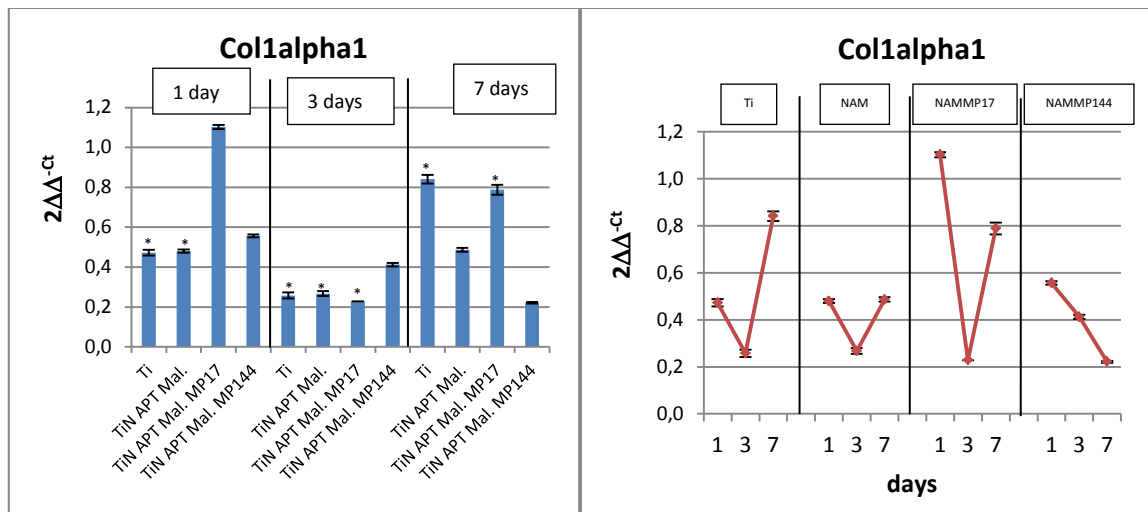 Col1alpha1
1 day
3 days
7 days
2ΔΔ-Ct
1,2
1,0
0,8
0,6
0,4
0,2
0,0
*
*
*
*
*
*
*
Ti
TiN APT Mal.
TiN APT Mal. MP17
TiN APT Mal. MP144
Ti
TiN APT Mal.
TiN APT Mal. MP17
TiN APT Mal. MP144
Ti
TiN APT Mal.
TiN APT Mal. MP17
TiN APT Mal. MP144
Col1alpha1
Ti
NAM
NAMMP17
NAMMP144
2ΔΔ-Ct
1,2
1,0
0,8
0,6
0,4
0,2
0,0
1 3 7 1 3 7 1 3 7 1 3 7
days